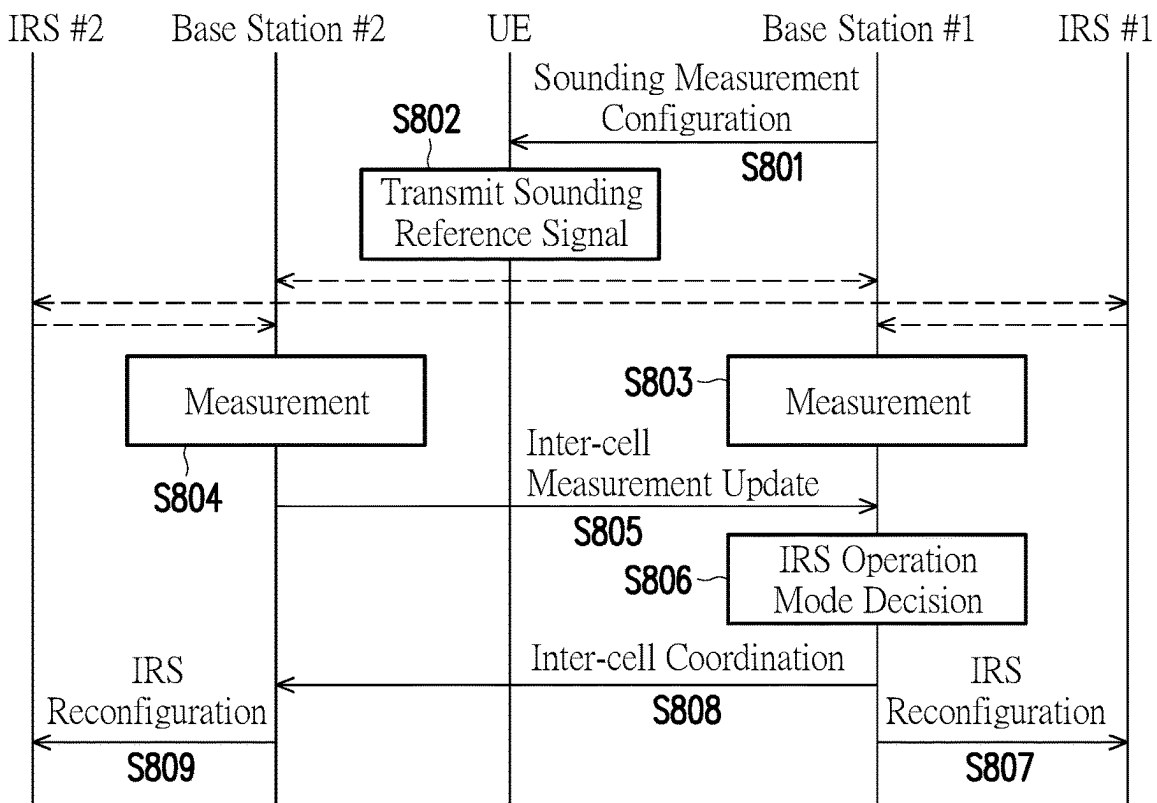 IRS #2 Base Station #2 UE Base Station #1 IRS #1
Sounding Measurement
Configuration
S802
S801
Transmit Sounding
Reference Signal
Measurement
S803
Measurement
S804
Inter-cell
Measurement Update
S805
S806
IRS Operation
Mode Decision
Inter-cell Coordination
S808
IRS
Reconfiguration
S809
IRS
Reconfiguration
S807